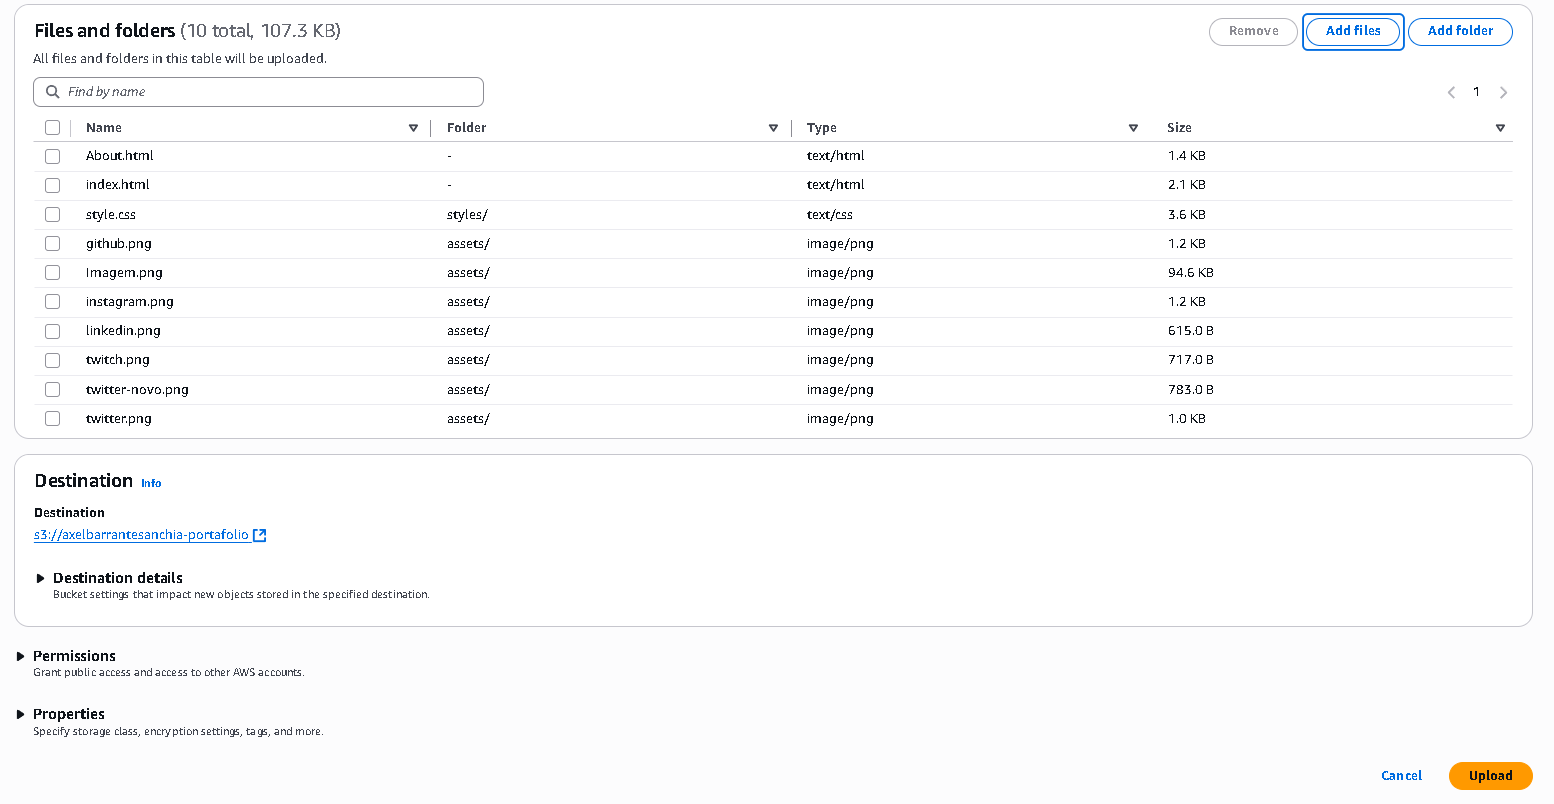 Files and folders (10 total, 107.3 KB)
Remove Add files Add folder
All files and folders in this table will be uploaded.
Find by name
1
Name Folder Type Size
About.html - text/html 1.4 KB
index.html - text/html 2.1 KB
style.css styles/ text/css 3.6 KB
github.png assets/ image/png 1.2 KB
Imagem.png assets/ image/png 94.6 KB
instagram.png assets/ image/png 1.2 KB
linkedin.png assets/ image/png 615.0 B
twitch.png assets/ image/png 717.0 B
twitter-novo.png assets/ image/png 783.0 B
twitter.png assets/ image/png 1.0 KB
Destination Info
Destination
s3://axelbarrantesanchia-portafolio
Destination details
Bucket settings that impact new objects stored in the specified destination.
Permissions
Grant public access and access to other AWS accounts.
Properties
Specify storage class, encryption settings, tags, and more.
Cancel Upload